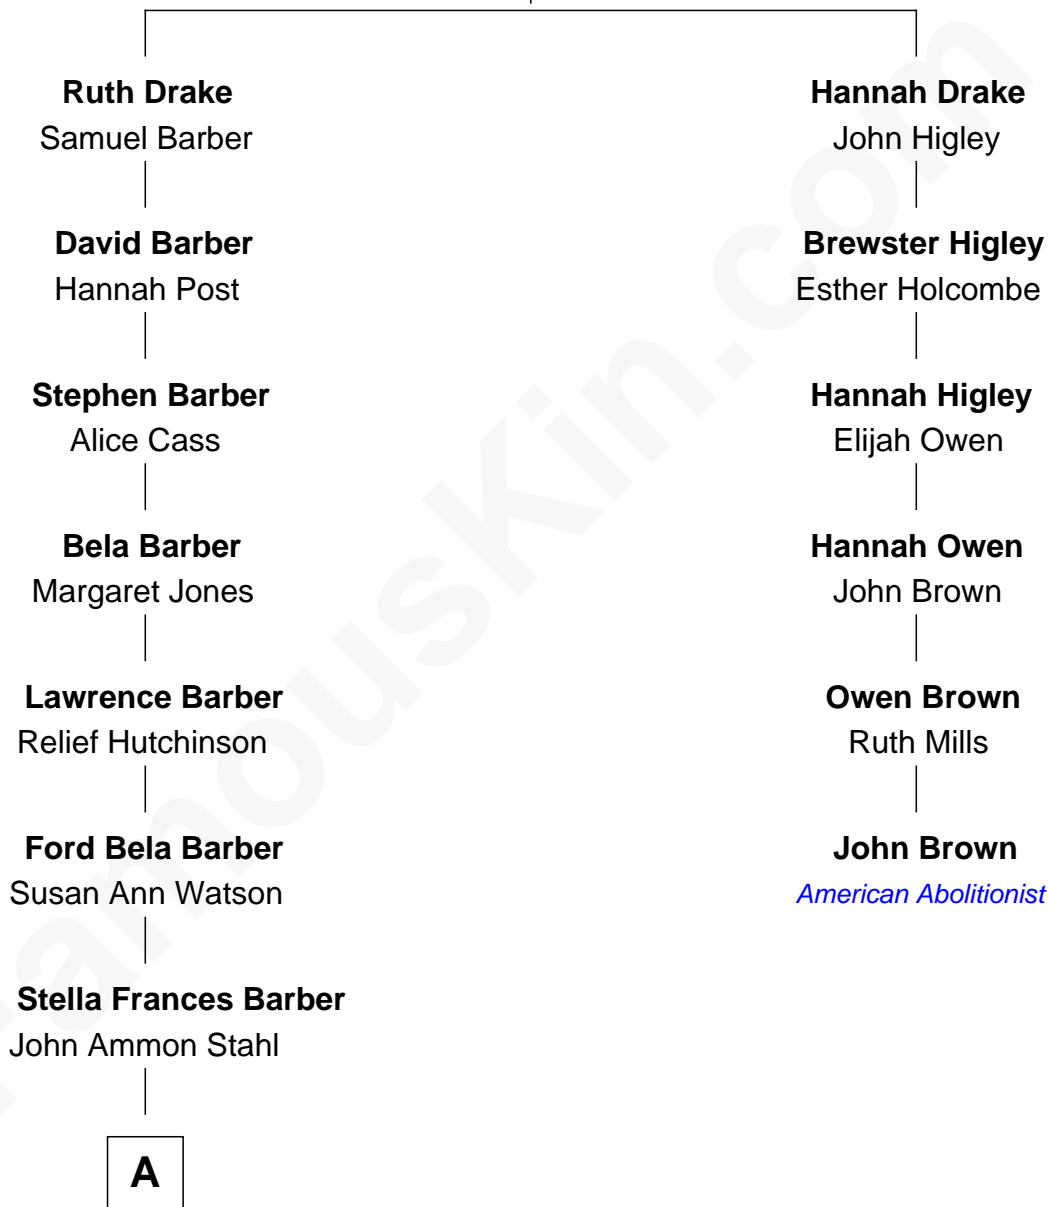 Ruth Drake
Samuel Barber
David Barber
Hannah Post
Stephen Barber
Alice Cass
Bela Barber
Margaret Jones
Lawrence Barber
Relief Hutchinson
Ford Bela Barber
Susan Ann Watson
Stella Frances Barber
John Ammon Stahl
A
Hannah Drake
John Higley
Brewster Higley
Esther Holcombe
Hannah Higley
Elijah Owen
Hannah Owen
John Brown
Owen Brown
Ruth Mills
John Brown
American Abolitionist
FamousKin.com